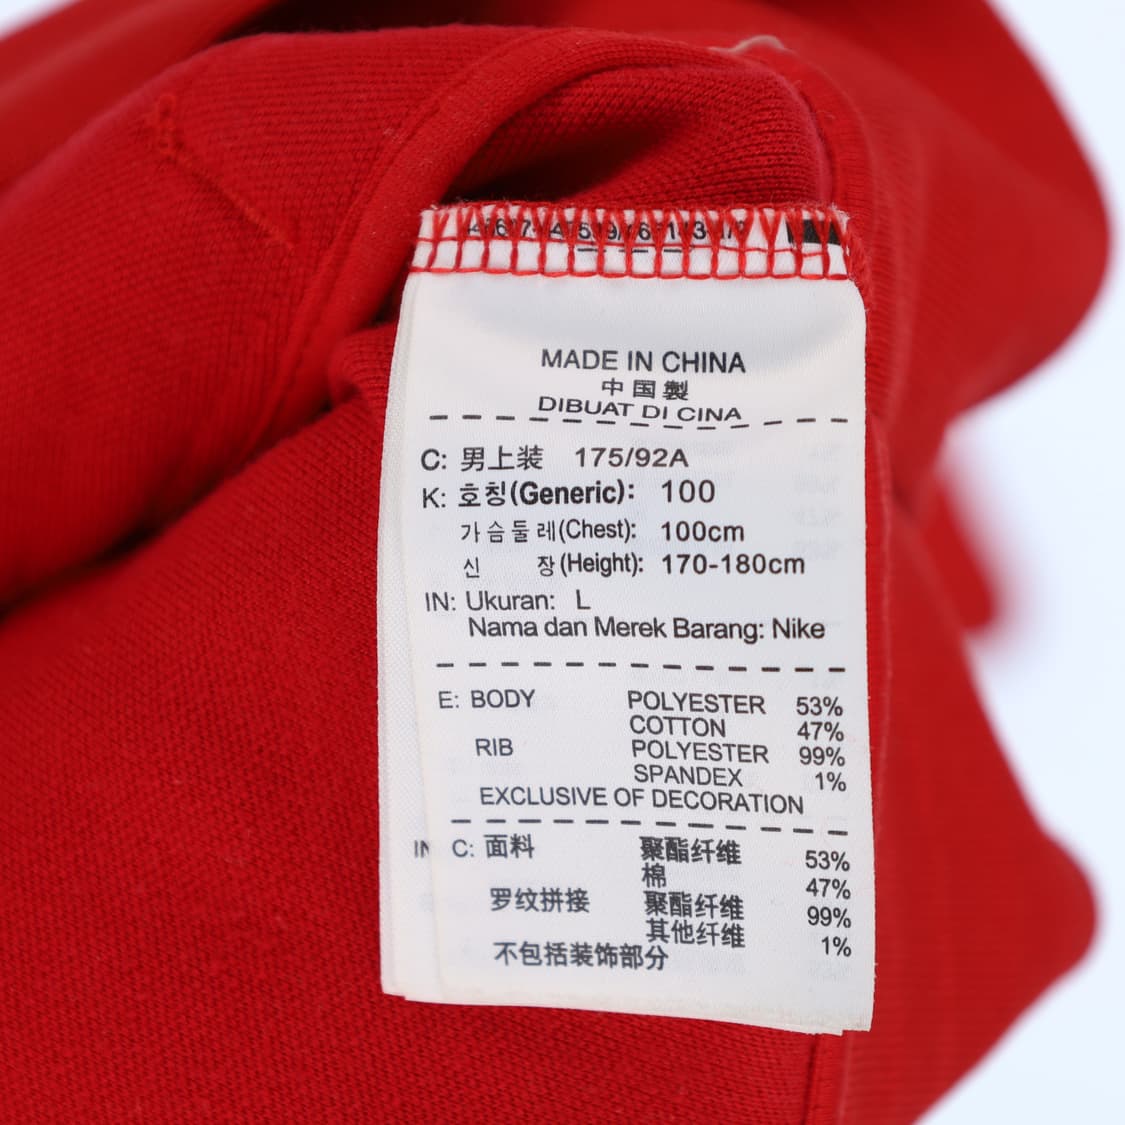 MADE IN CHINA
中国製
DIBUAT DI CINA
C: 男上装 175/92A
K: 호칭(Generic): 100
가슴둘레(Chest): 100cm
신 장(Height): 170-180cm
IN: Ukuran: L
Nama dan Merek Barang: Nike
E: BODY POLYESTER 53%
COTTON 47%
RIB POLYESTER 99%
SPANDEX 1%
EXCLUSIVE OF DECORATION
C: 面料 聚酯纤维 53%
棉 47%
罗纹拼接 聚酯纤维 99%
其他纤维 1%
不包括装饰部分